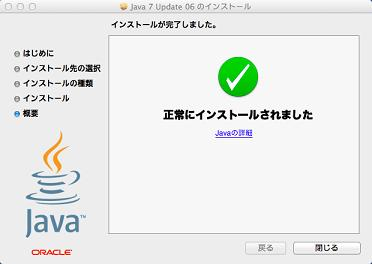 Java 7 Update 06 のインストール
インストールが完了しました。
はじめに
インストール先の選択
インストールの種類
インストール
概要
正常にインストールされました
Javaの詳細
Java™
ORACLE
戻る
閉じる